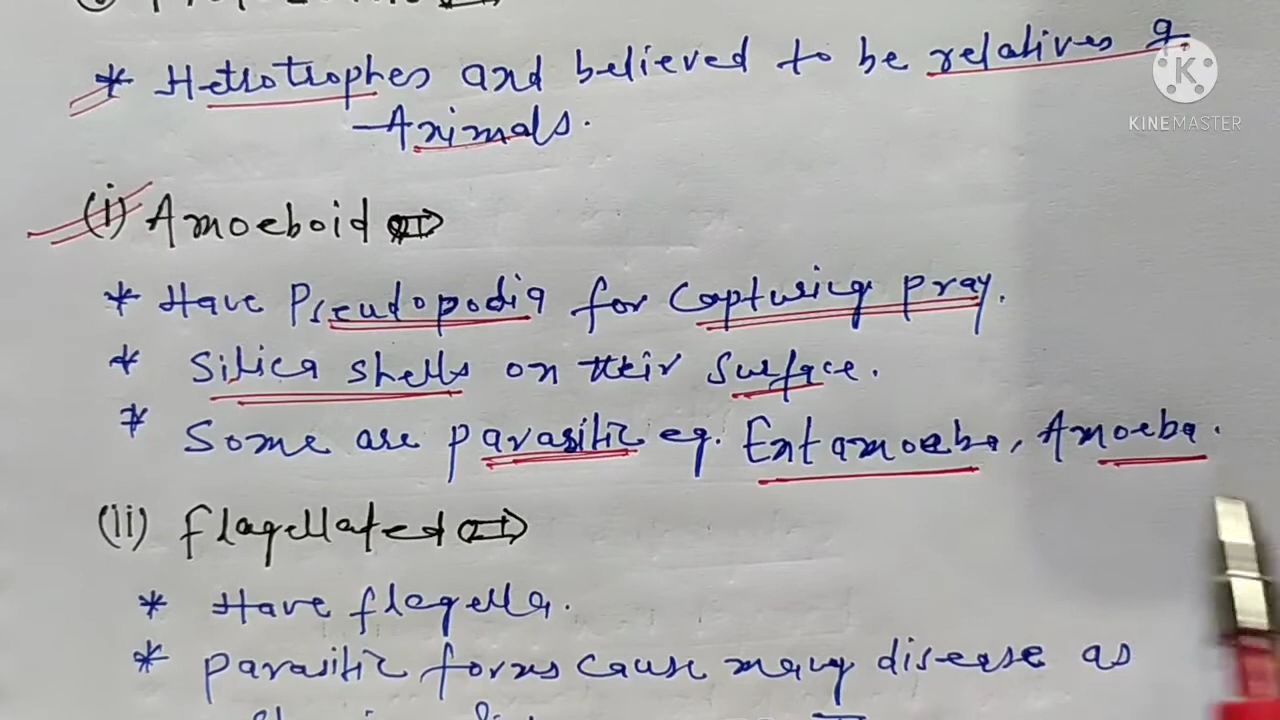 * Hetrotrophes and believed to be relatives of
Animals.
K
KINEMASTER
(i) Amoeboid ⇒
* Have Pseudopodia for Capturing pray.
* Silica shells on their surface.
* Some are parasitic eg. Entamoeba, Amoeba.
(ii) flagellated ⇒
* Have flagella.
* parasitic forms cause many disease as